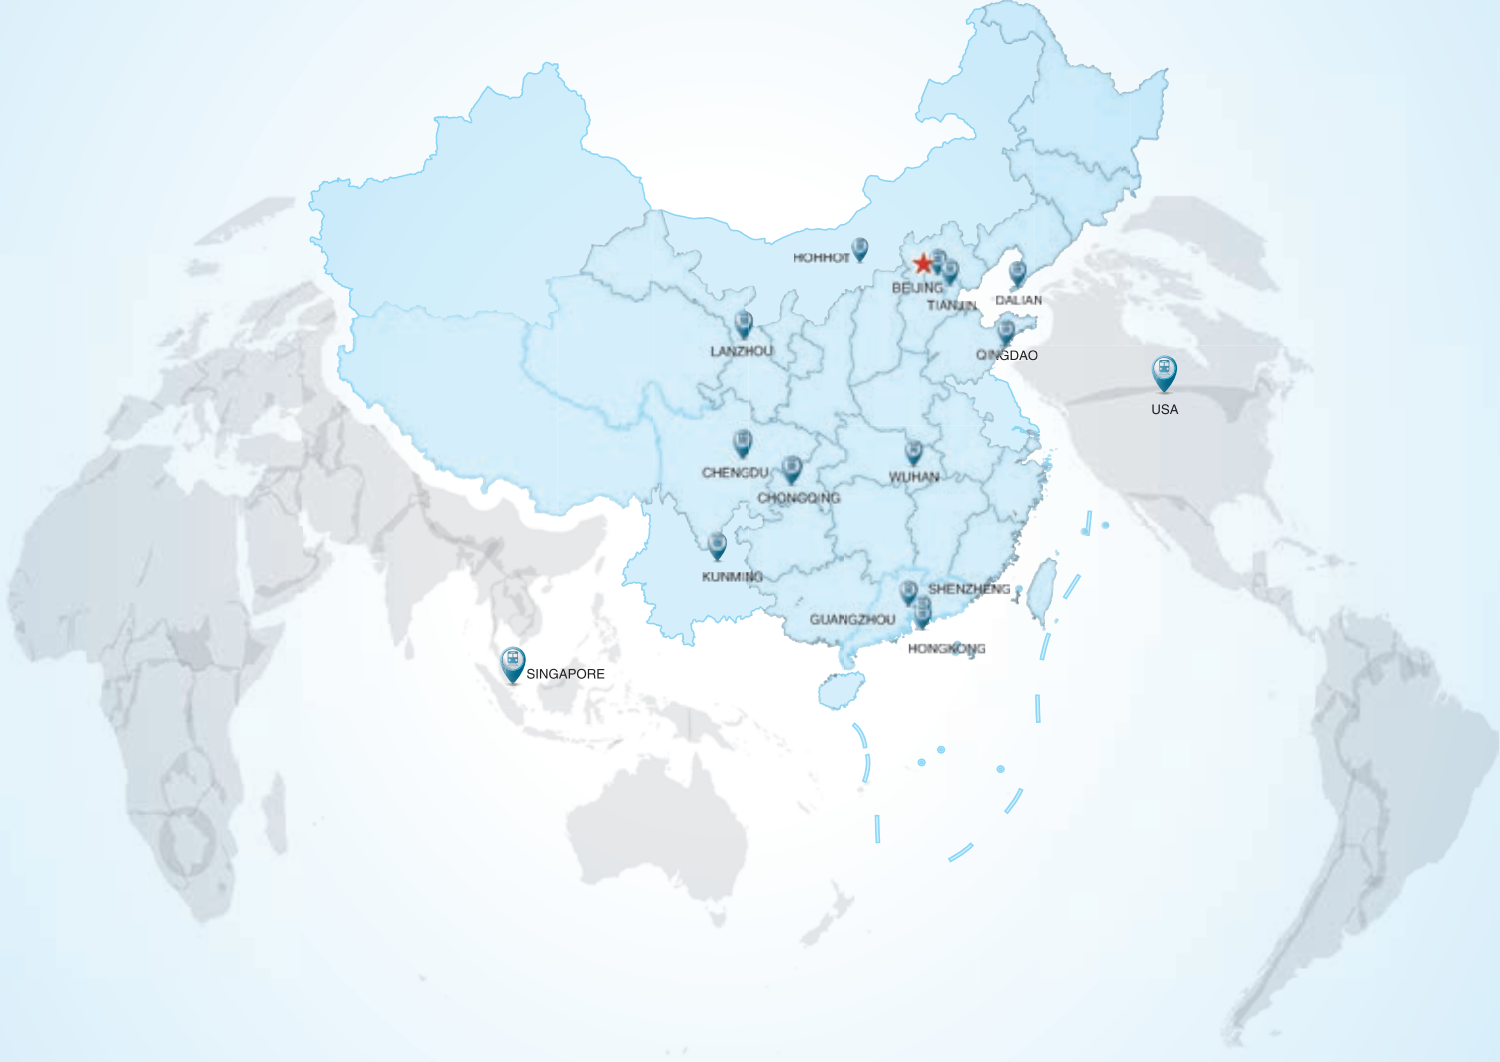 HOHHOT
BEIJING
TIANJIN
DALIAN
LANZHOU
QINGDAO
USA
CHENGDU
WUHAN
CHONGQING
KUNMING
SHENZHENG
GUANGZHOU
HONGKONG
SINGAPORE